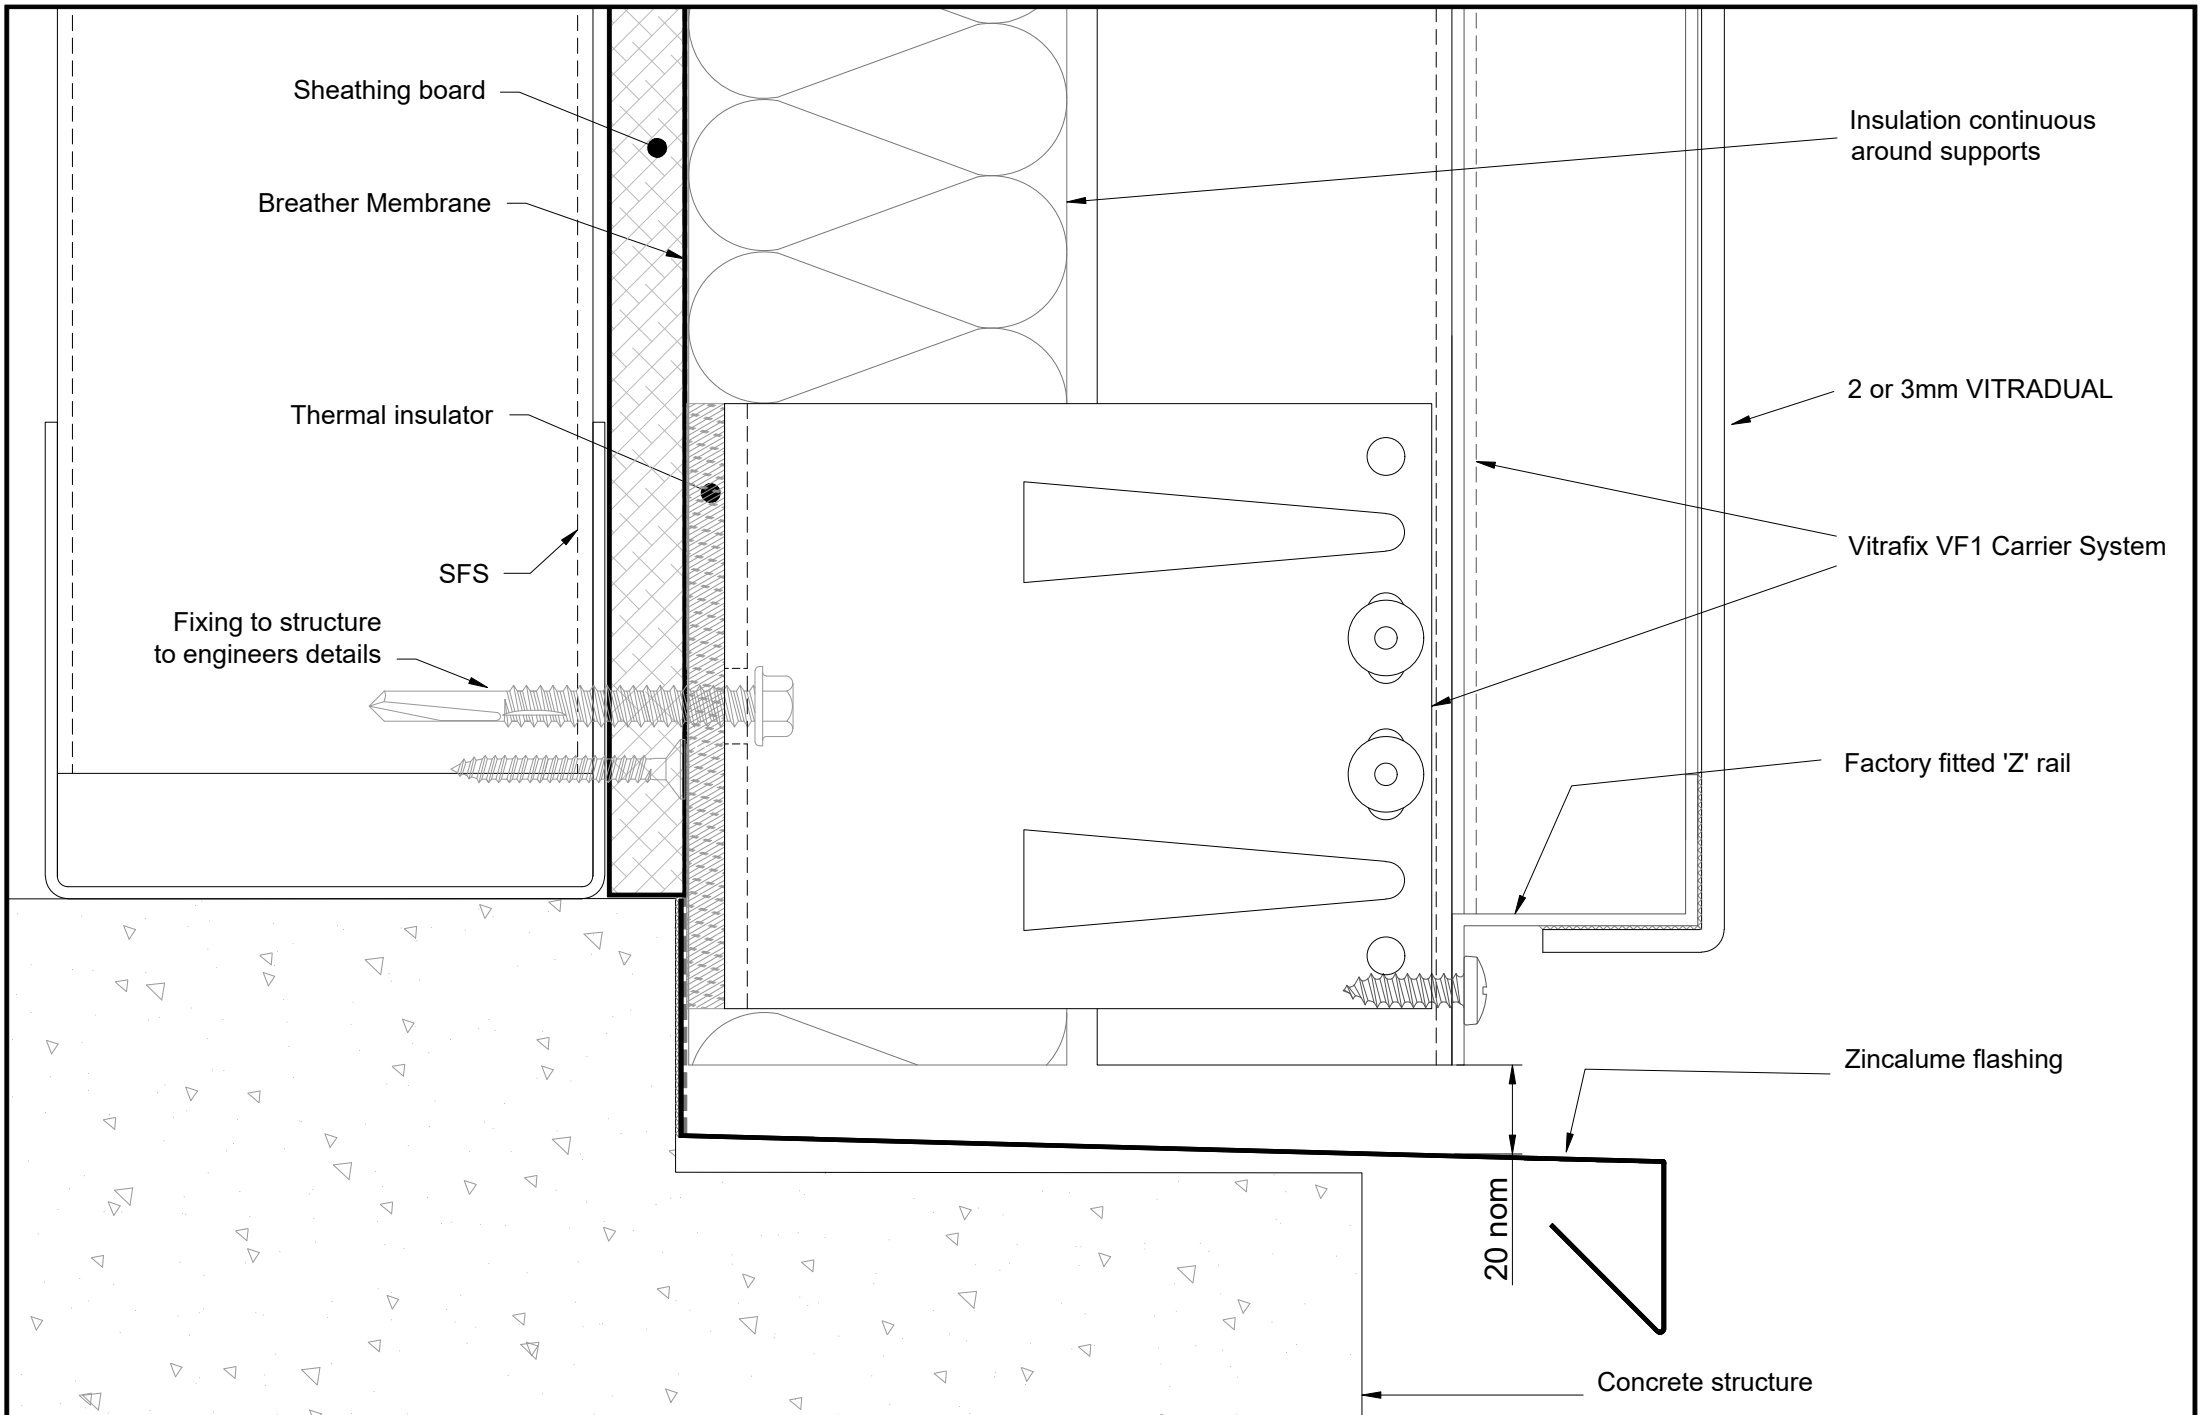 Sheathing board
Breather Membrane
Thermal insulator
SFS
Fixing to structure
to engineers details
Insulation continuous
around supports
2 or 3mm VITRADUAL
Vitrafix VF1 Carrier System
Factory fitted 'Z' rail
Zincalume flashing
20 nom
Concrete structure